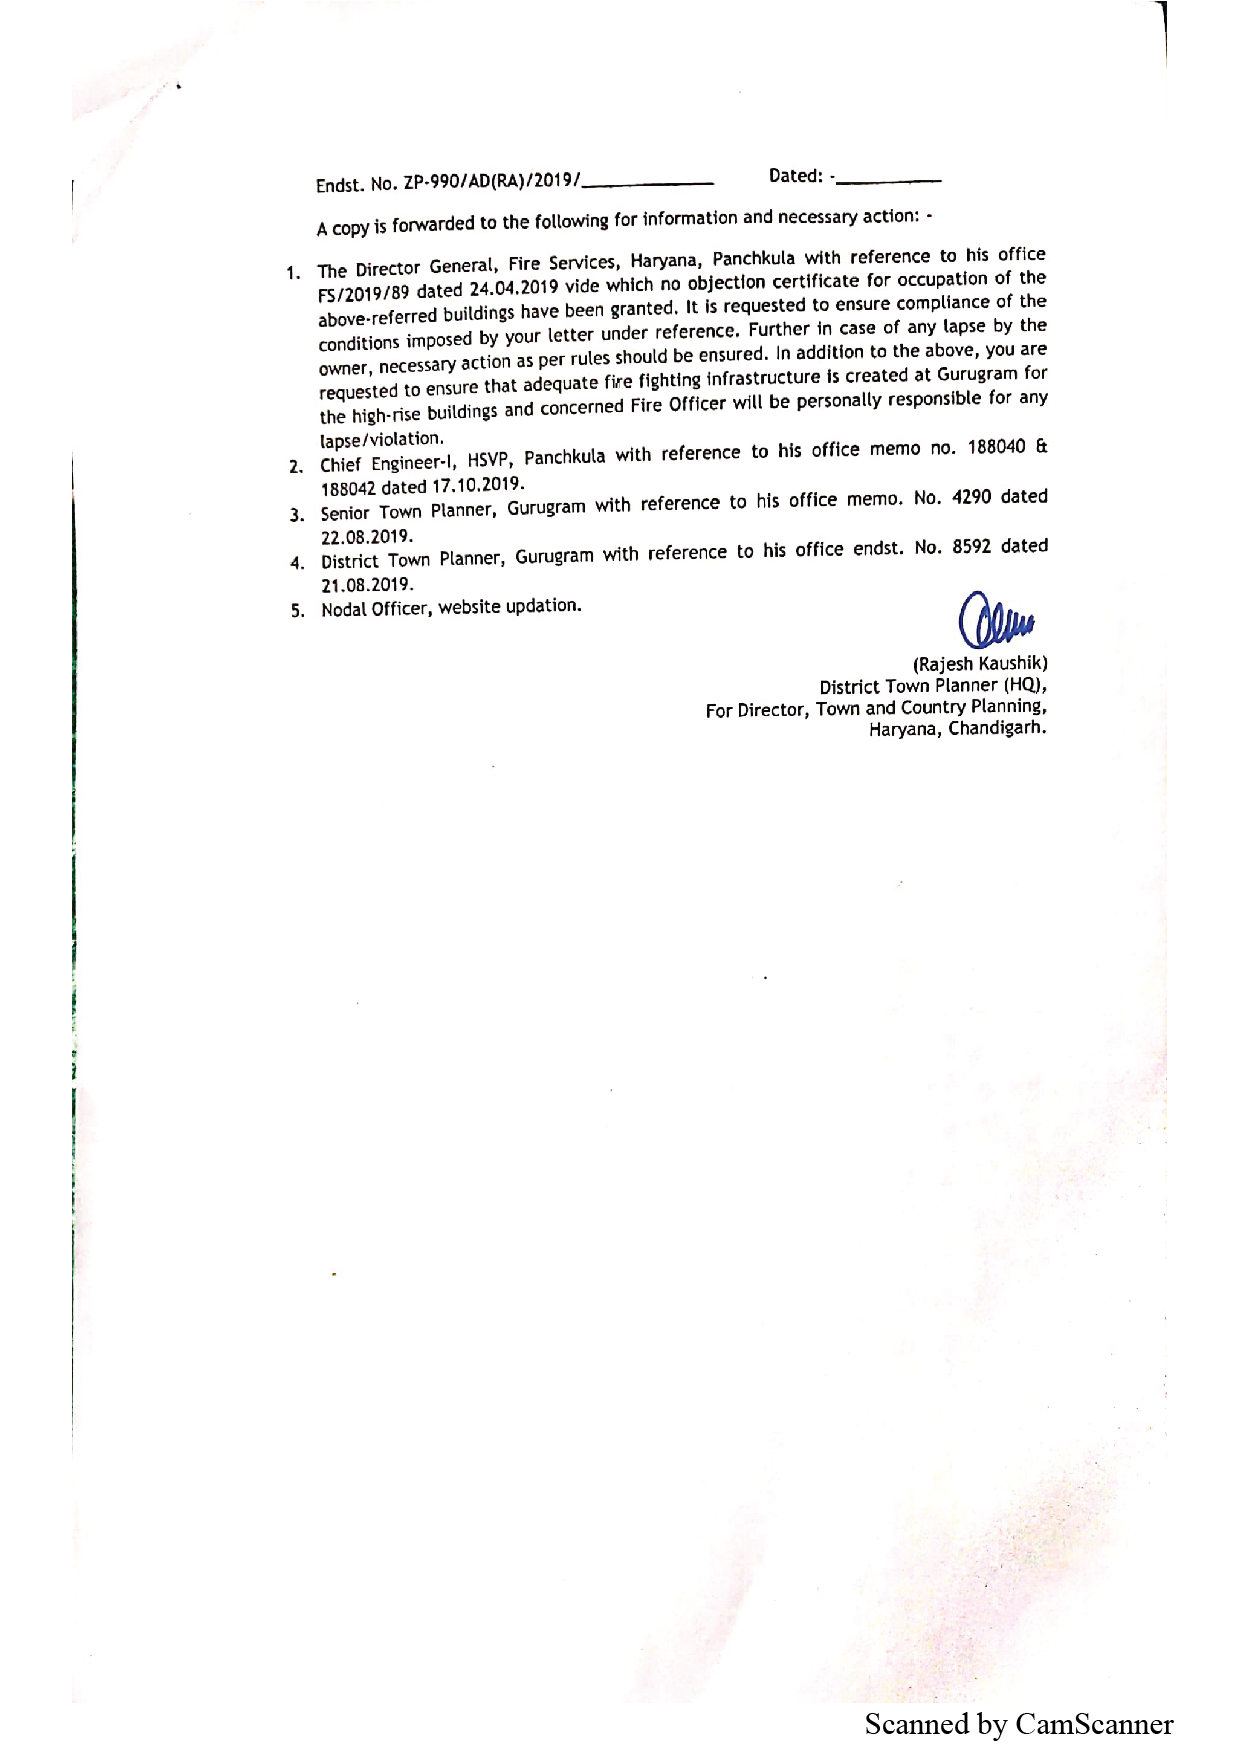 Endst. No. ZP-990/AD(RA)/2019/____________ Dated: -__________
A copy is forwarded to the following for information and necessary action: -
1. The Director General, Fire Services, Haryana, Panchkula with reference to his office
FS/2019/89 dated 24.04.2019 vide which no objection certificate for occupation of the
above-referred buildings have been granted. It is requested to ensure compliance of the
conditions imposed by your letter under reference. Further in case of any lapse by the
owner, necessary action as per rules should be ensured. In addition to the above, you are
requested to ensure that adequate fire fighting infrastructure is created at Gurugram for
the high-rise buildings and concerned Fire Officer will be personally responsible for any
lapse/violation.
2. Chief Engineer-I, HSVP, Panchkula with reference to his office memo no. 188040 &
188042 dated 17.10.2019.
3. Senior Town Planner, Gurugram with reference to his office memo. No. 4290 dated
22.08.2019.
4. District Town Planner, Gurugram with reference to his office endst. No. 8592 dated
21.08.2019.
5. Nodal Officer, website updation.
(Rajesh Kaushik)
District Town Planner (HQ),
For Director, Town and Country Planning,
Haryana, Chandigarh.
Scanned by CamScanner